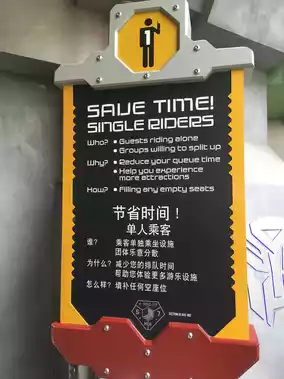 1
SAVE TIME!
SINGLE RIDERS
Who? • Guests riding alone
• Groups willing to split up
Why? • Reduce your queue time
• Help you experience
more attractions
How? • Filling any empty seats
节省时间！
单人乘客
谁? 乘客单独乘坐设施
团体乐意分散
为什么? 减少您的排队时间
帮助您体验更多游乐设施
怎么样? 填补任何空座位
S 7